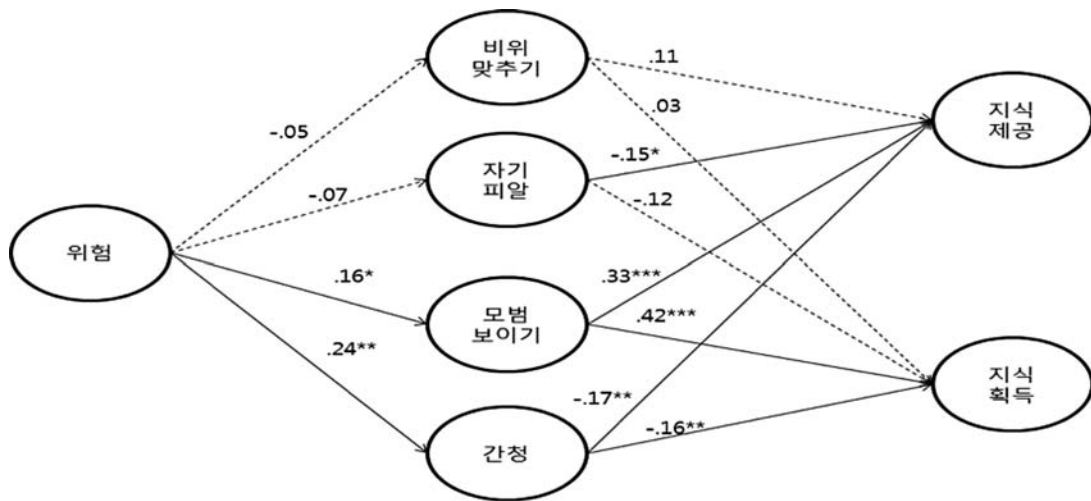 비위
맞추기
.11
.03
지식
제공
-.05
자기
피알
-.15*
-.07
-.12
위험
.16*
모범
보이기
.33***
.42***
.24**
지식
획득
-.17**
간청
-.16**